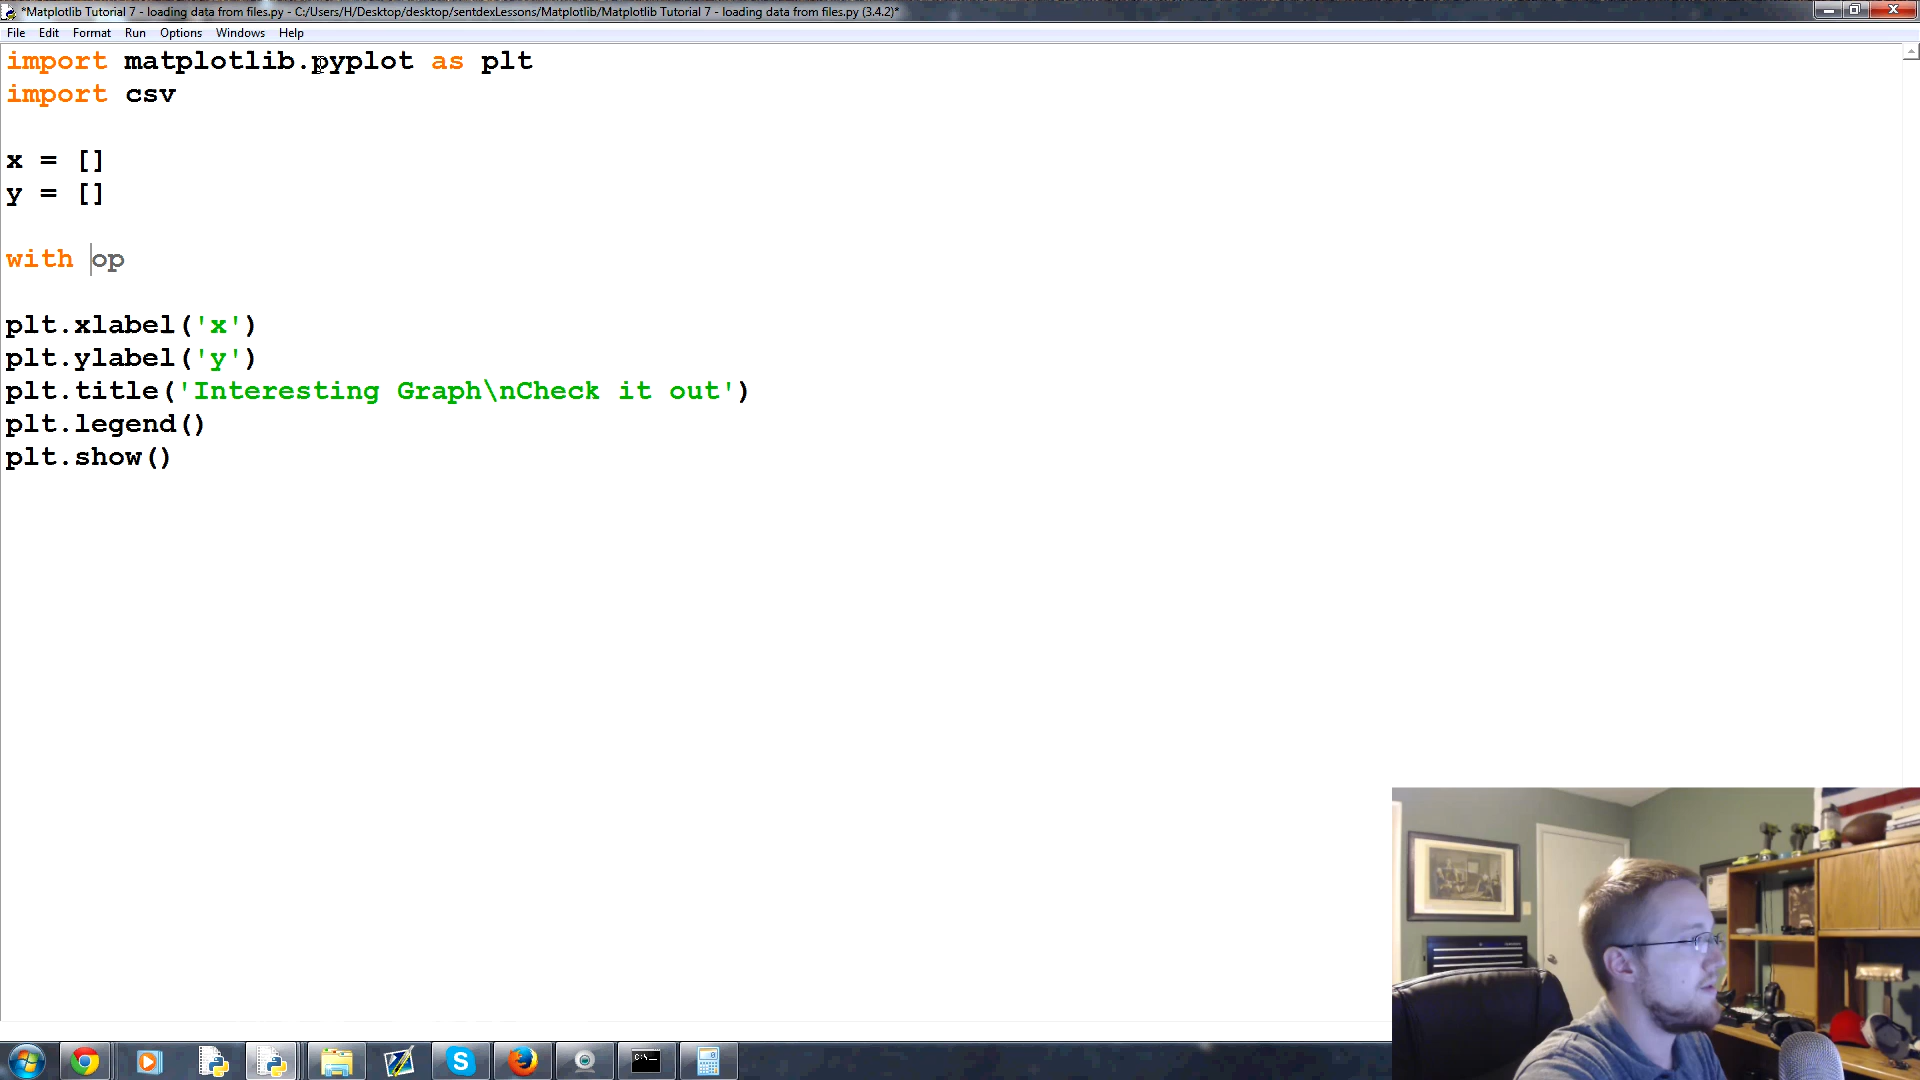 *Matplotlib Tutorial 7 - loading data from files.py - C:/Users/H/Desktop/desktop/sentdexLessons/Matplotlib/Matplotlib Tutorial 7 - loading data from files.py (3.4.2)*
File Edit Format Run Options Windows Help
import matplotlib.pyplot as plt
import csv
x = []
y = []
with op
plt.xlabel('x')
plt.ylabel('y')
plt.title('Interesting Graph\nCheck it out')
plt.legend()
plt.show()